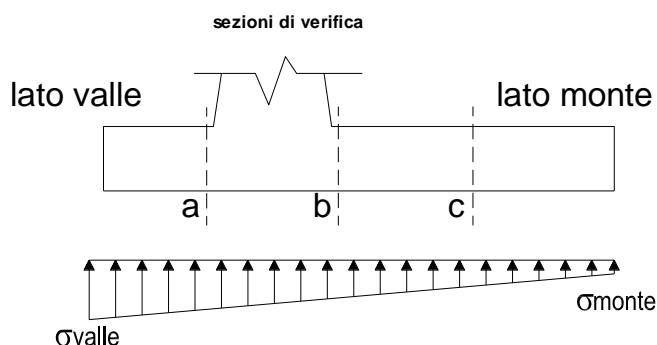 sezioni di verifica
lato valle
lato monte
a
b
c
σmonte
σvalle